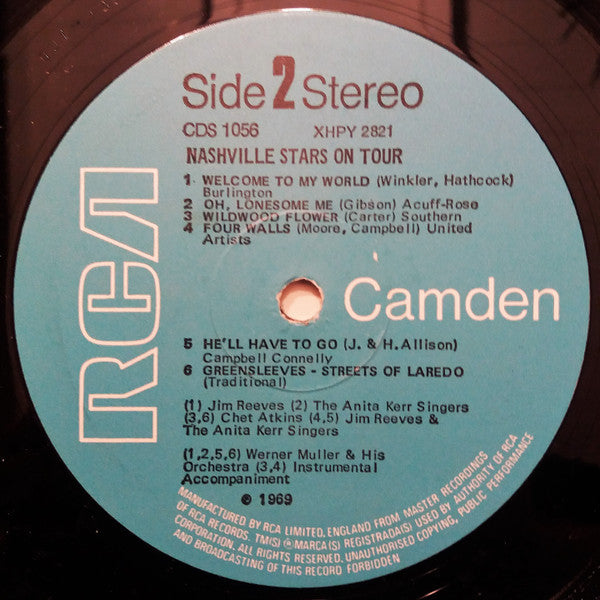 Side 2 Stereo
CDS 1056 XHPY 2821
NASHVILLE STARS ON TOUR
1 WELCOME TO MY WORLD (Winkler, Hathcock)
Burlington
2 OH, LONESOME ME (Gibson) Acuff-Rose
3 WILDWOOD FLOWER (Carter) Southern
4 FOUR WALLS (Moore, Campbell) United
Artists
RCA
Camden
5 HE'LL HAVE TO GO (J. & H. Allison)
Campbell Connelly
6 GREENSLEEVES - STREETS OF LAREDO
(Traditional)
(1) Jim Reeves (2) The Anita Kerr Singers
(3,6) Chet Atkins (4,5) Jim Reeves &
The Anita Kerr Singers
(1,2,5,6) Werner Muller & His
Orchestra (3,4) Instrumental
Accompaniment
℗ 1969
MANUFACTURED BY RCA LIMITED, ENGLAND FROM MASTER RECORDINGS
OF RCA RECORDS. TM(S) ® MARCA(S) REGISTRADA(S) USED BY AUTHORITY OF RCA
CORPORATION. ALL RIGHTS RESERVED. UNAUTHORISED COPYING, PUBLIC PERFORMANCE
AND BROADCASTING OF THIS RECORD FORBIDDEN